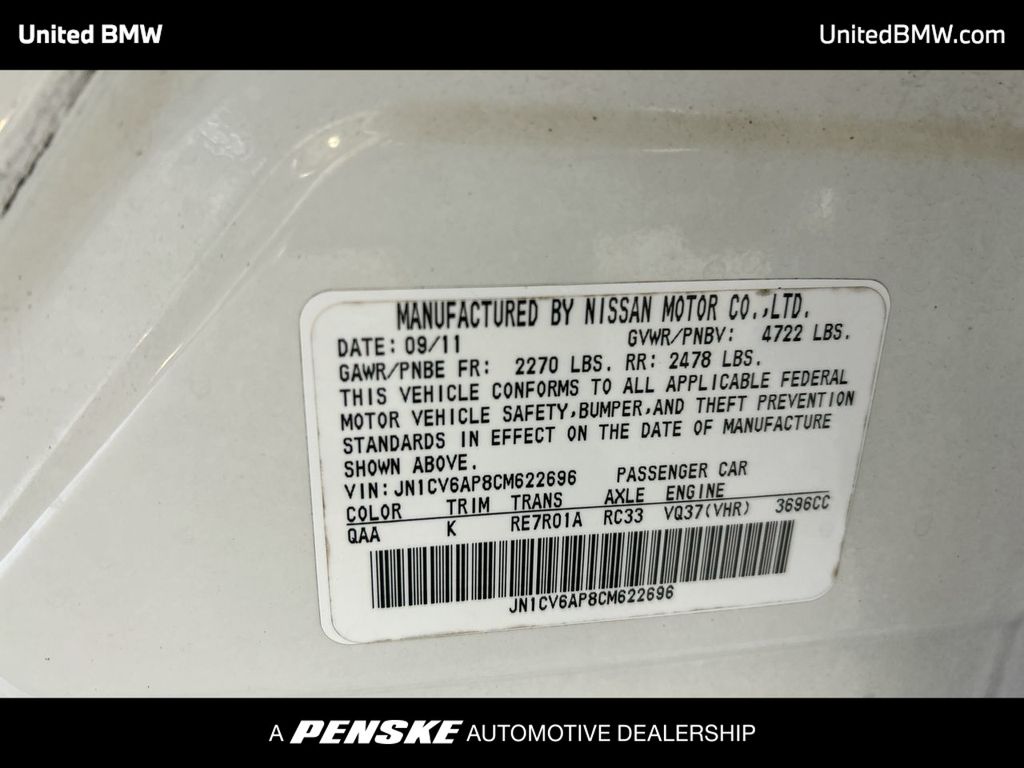 United BMW
UnitedBMW.com
MANUFACTURED BY NISSAN MOTOR CO.,LTD.
DATE: 09/11 GVWR/PNBV: 4722 LBS.
GAWR/PNBE FR: 2270 LBS. RR: 2478 LBS.
THIS VEHICLE CONFORMS TO ALL APPLICABLE FEDERAL
MOTOR VEHICLE SAFETY,BUMPER,AND THEFT PREVENTION
STANDARDS IN EFFECT ON THE DATE OF MANUFACTURE
SHOWN ABOVE.
VIN:JN1CV6AP8CM622696 PASSENGER CAR
COLOR TRIM TRANS AXLE ENGINE
QAA K RE7R01A RC33 VQ37(VHR) 3696CC
JN1CV6AP8CM622696
A PENSKE AUTOMOTIVE DEALERSHIP